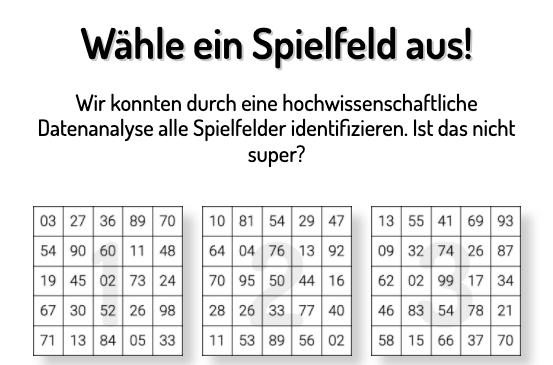 Wähle ein Spielfeld aus!
Wir konnten durch eine hochwissenschaftliche
Datenanalyse alle Spielfelder identifizieren. Ist das nicht
super?
03 27 36 89 70
54 90 60 11 48
19 45 02 73 24
67 30 52 26 98
71 13 84 05 33
1
10 81 54 29 47
64 04 76 13 92
70 95 50 44 16
28 26 33 77 40
11 53 89 56 02
2
13 55 41 69 93
09 32 74 26 87
62 02 99 17 34
46 83 54 78 21
58 15 66 37 70
3